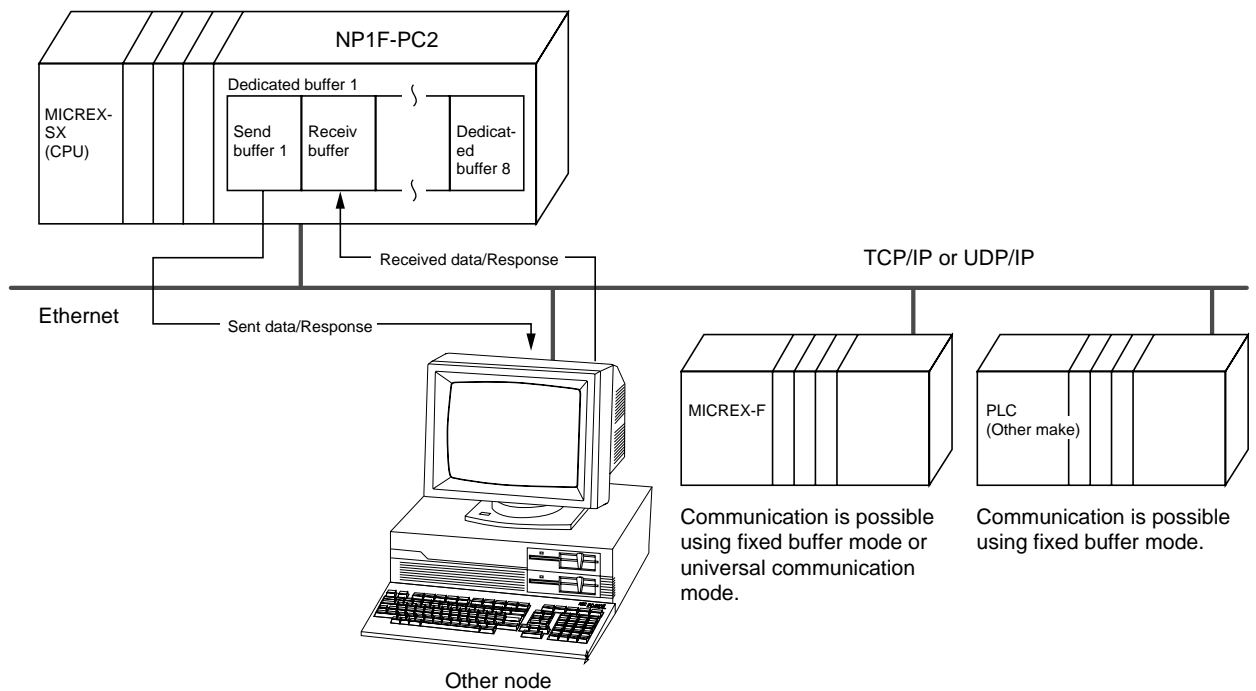 NP1F-PC2
Dedicated buffer 1
MICREX-
SX
(CPU)
Send
buffer 1
Receiv
buffer
Dedicat-
ed
buffer 8
Received data/Response
TCP/IP or UDP/IP
Ethernet
Sent data/Response
MICREX-F
PLC
(Other make)
Communication is possible
using fixed buffer mode or
universal communication
mode.
Communication is possible
using fixed buffer mode.
Other node